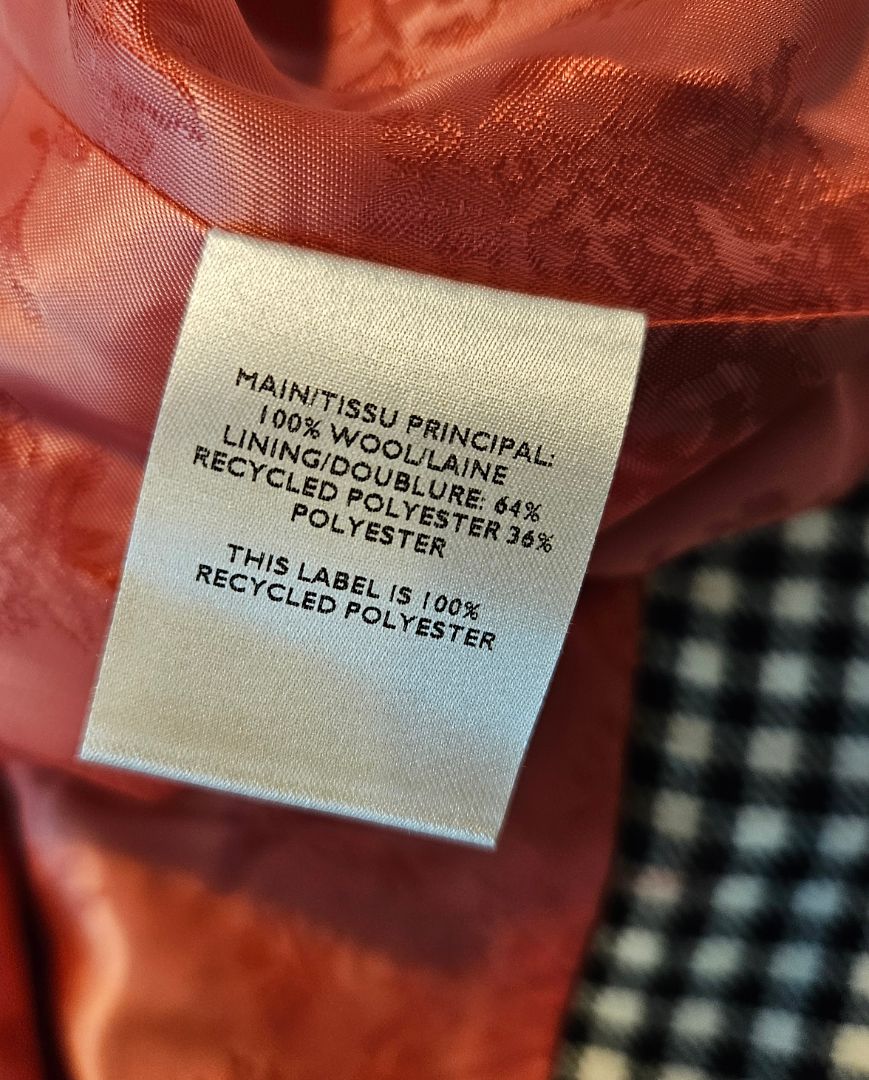 MAIN/TISSU PRINCIPAL:
100% WOOL/LAINE
LINING/DOUBLURE: 64%
RECYCLED POLYESTER 36%
POLYESTER
THIS LABEL IS 100%
RECYCLED POLYESTER